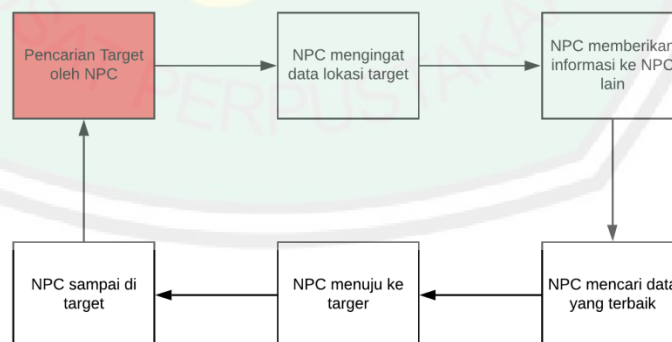 Pencarian Target
oleh NPC
NPC mengingat
data lokasi target
NPC memberikan
informasi ke NPC
lain
NPC sampai di
target
NPC menuju ke
targer
NPC mencari data
yang terbaik
PERPUSTAKA